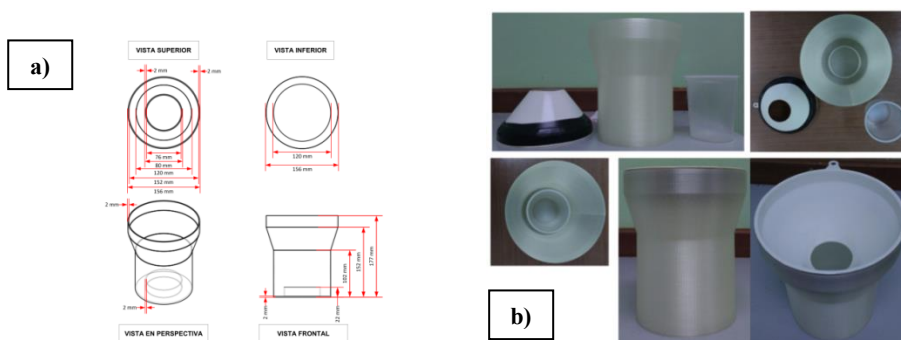 a)
VISTA SUPERIOR
VISTA INFERIOR
2 mm
2 mm
76 mm
80 mm
120 mm
152 mm
156 mm
120 mm
156 mm
2 mm
2 mm
2 mm
22 mm
102 mm
152 mm
177 mm
VISTA EN PERSPECTIVA
VISTA FRONTAL
b)